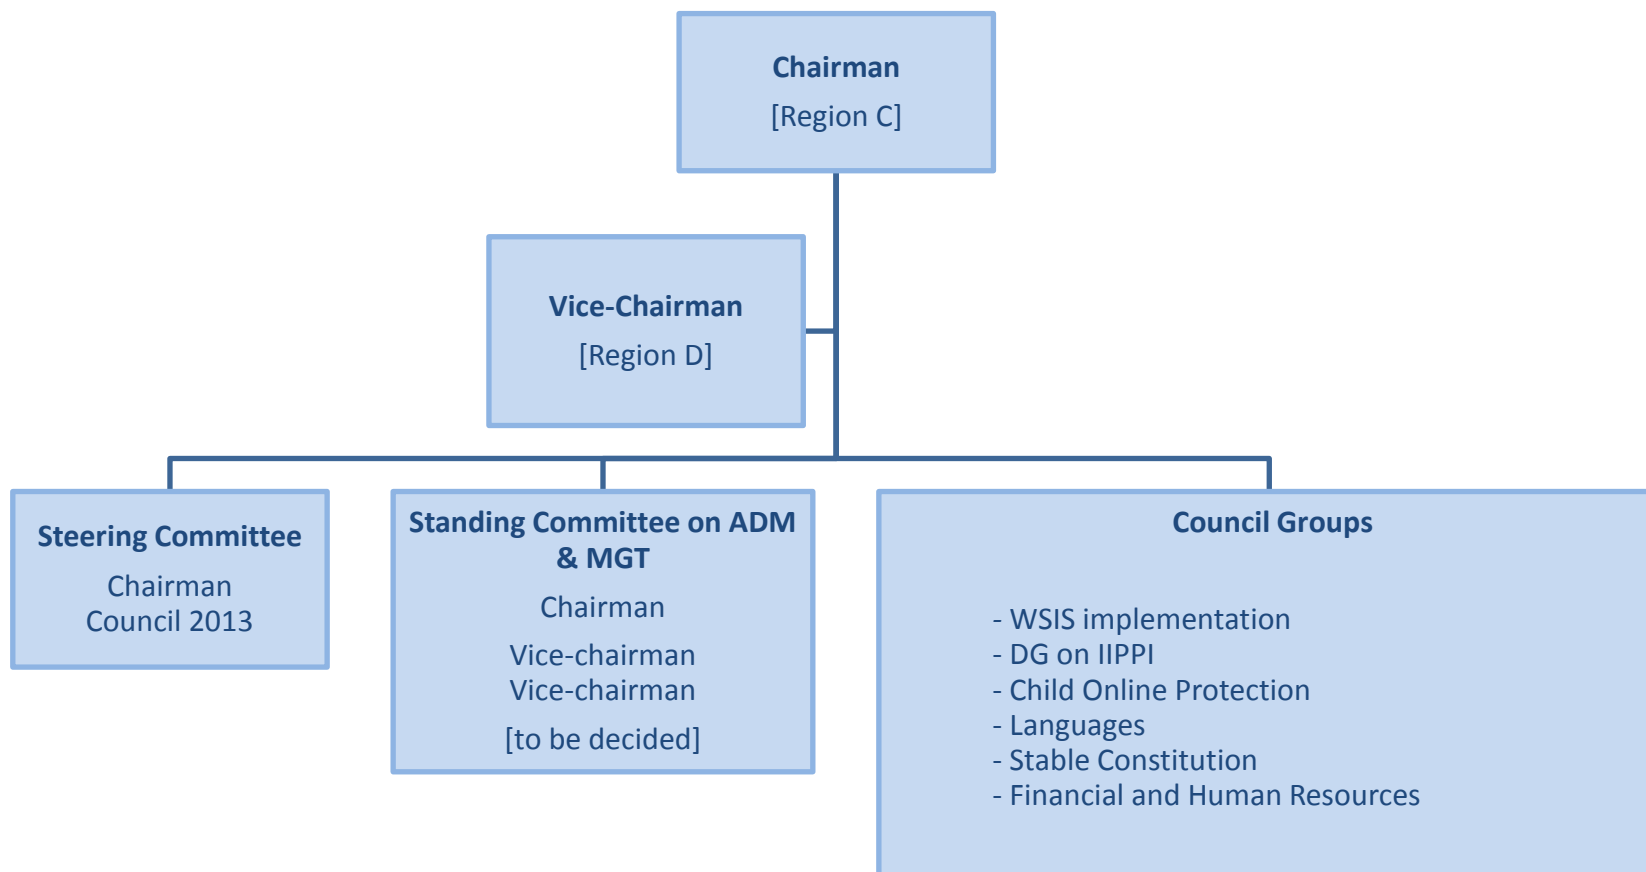 Chairman
[Region C]
Vice-Chairman
[Region D]
Steering Committee
Chairman
Council 2013
Standing Committee on ADM
& MGT
Chairman
Vice-chairman
Vice-chairman
[to be decided]
Council Groups
- WSIS implementation
- DG on IIPPI
- Child Online Protection
- Languages
- Stable Constitution
- Financial and Human Resources